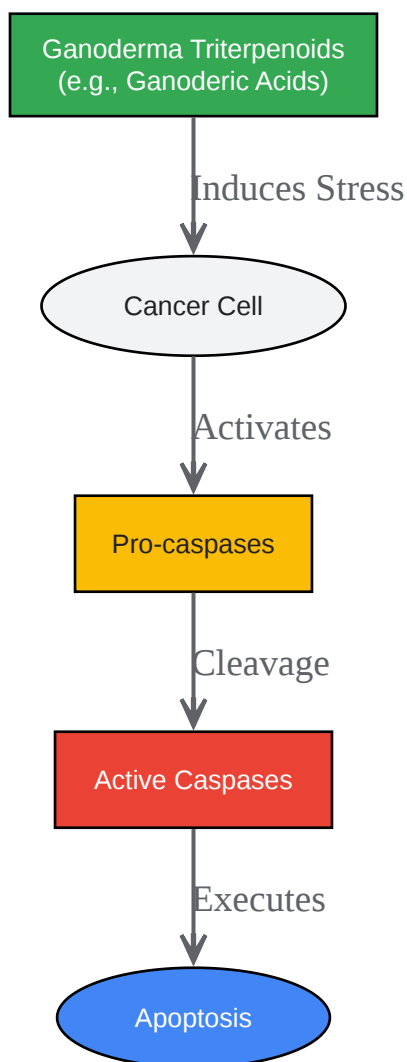 Ganoderma Triterpenoids
(e.g., Ganoderic Acids)
Induces Stress
Cancer Cell
Activates
Pro-caspases
Cleavage
Active Caspases
Executes
Apoptosis